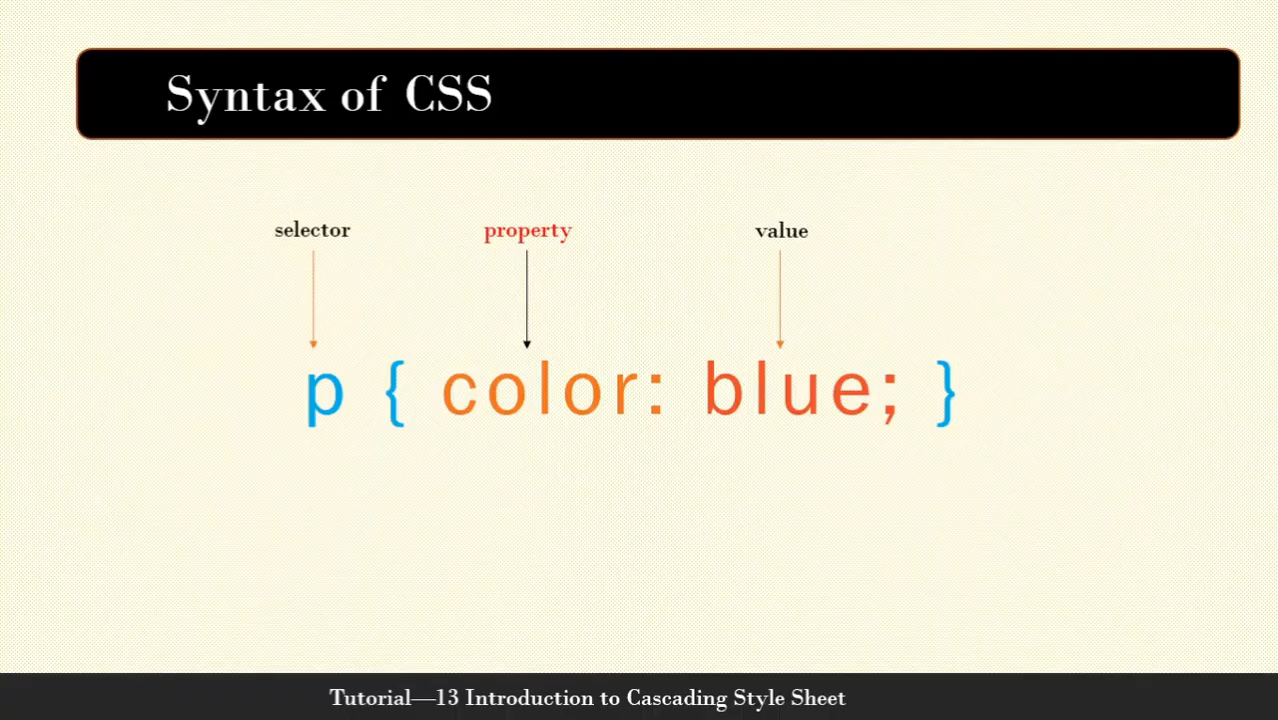 Syntax of CSS
selector property value
p { color: blue; }
Tutorial—13 Introduction to Cascading Style Sheet